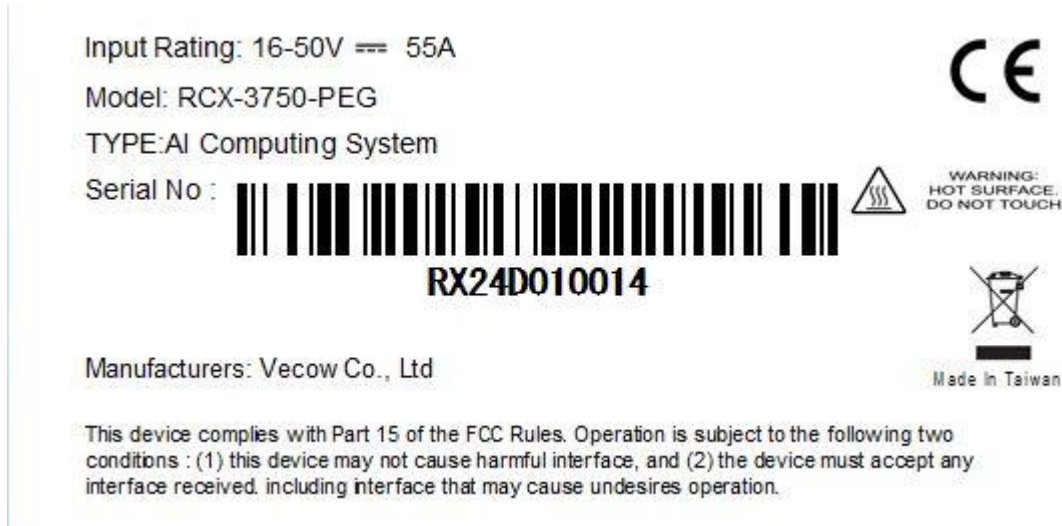 Input Rating: 16-50V ⎓ 55A
Model: RCX-3750-PEG
TYPE:AI Computing System
Serial No :
RX24D010014
Manufacturers: Vecow Co., Ltd
CE
WARNING:
HOT SURFACE.
DO NOT TOUCH
Made In Taiwan
This device complies with Part 15 of the FCC Rules. Operation is subject to the following two
conditions : (1) this device may not cause harmful interface, and (2) the device must accept any
interface received. including interface that may cause undesires operation.